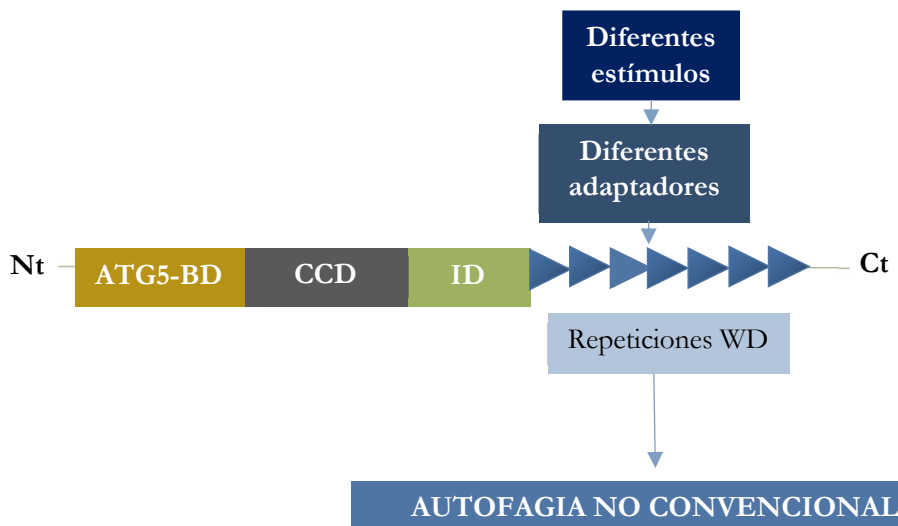 Diferentes
estímulos
Diferentes
adaptadores
Nt
ATG5-BD
CCD
ID
Ct
Repeticiones WD
AUTOFAGIA NO CONVENCIONAL